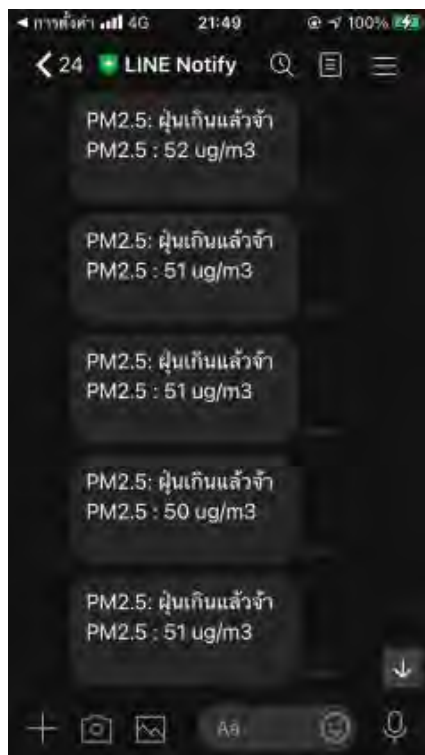 ◀ การตั้งค่า 4G 21:49 100%
24 LINE Notify
PM2.5: ฝุ่นเกินแล้วจ้า
PM2.5 : 52 ug/m3
PM2.5: ฝุ่นเกินแล้วจ้า
PM2.5 : 51 ug/m3
PM2.5: ฝุ่นเกินแล้วจ้า
PM2.5 : 51 ug/m3
PM2.5: ฝุ่นเกินแล้วจ้า
PM2.5 : 50 ug/m3
PM2.5: ฝุ่นเกินแล้วจ้า
PM2.5 : 51 ug/m3
Aa